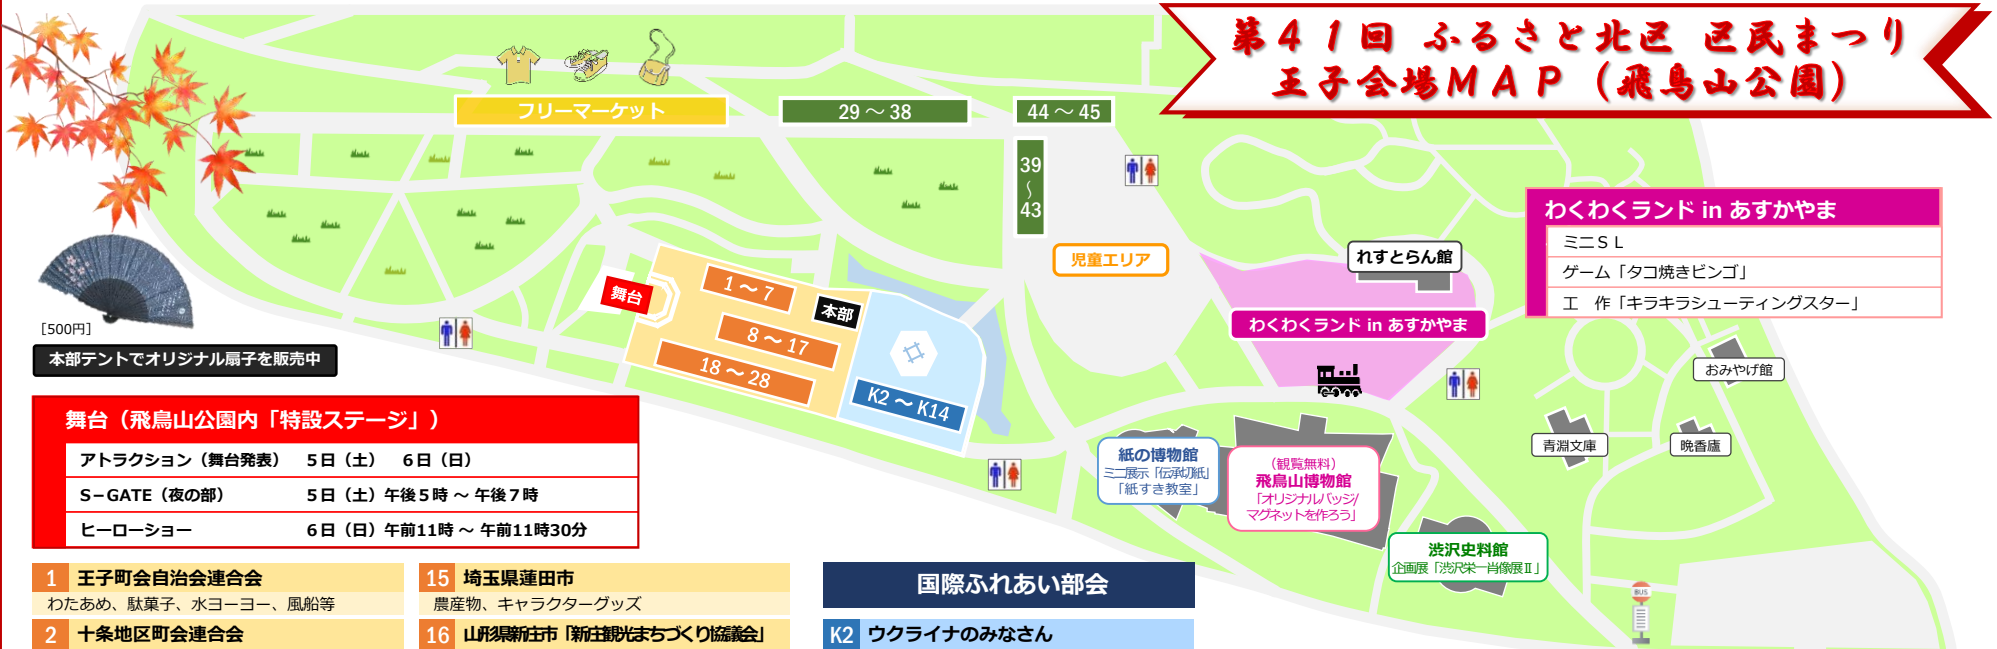 第４１回 ふるさと北区 区民まつり
王子会場ＭＡＰ（飛鳥山公園）
フリーマーケット
29 ～ 38
44 ～ 45
39
～
43
児童エリア
わくわくランド in あすかやま
ミニＳＬ
ゲーム「タコ焼きビンゴ」
工　作「キラキラシューティングスター」
れすとらん館
わくわくランド in あすかやま
舞台
1 ～ 7
本部
8 ～ 17
18 ～ 28
K2 ～ K14
［500円］
本部テントでオリジナル扇子を販売中
おみやげ館
青淵文庫
晩香廬
紙の博物館
ミニ展示「伝承切紙」
「紙すき教室」
（観覧無料）
飛鳥山博物館
「オリジナルバッジ/
マグネットを作ろう」
渋沢史料館
企画展「渋沢栄一肖像展Ⅱ」
BUS
舞台（飛鳥山公園内「特設ステージ」）
アトラクション（舞台発表）　５日（土）　６日（日）
S－GATE（夜の部）　５日（土）午後５時 ～ 午後７時
ヒーローショー　６日（日）午前11時 ～ 午前11時30分
1 王子町会自治会連合会
わたあめ、駄菓子、水ヨーヨー、風船等
2 十条地区町会連合会
15 埼玉県蓮田市
農産物、キャラクターグッズ
16 山形県新庄市「新庄観光まちづくり協議会」
国際ふれあい部会
K2 ウクライナのみなさん